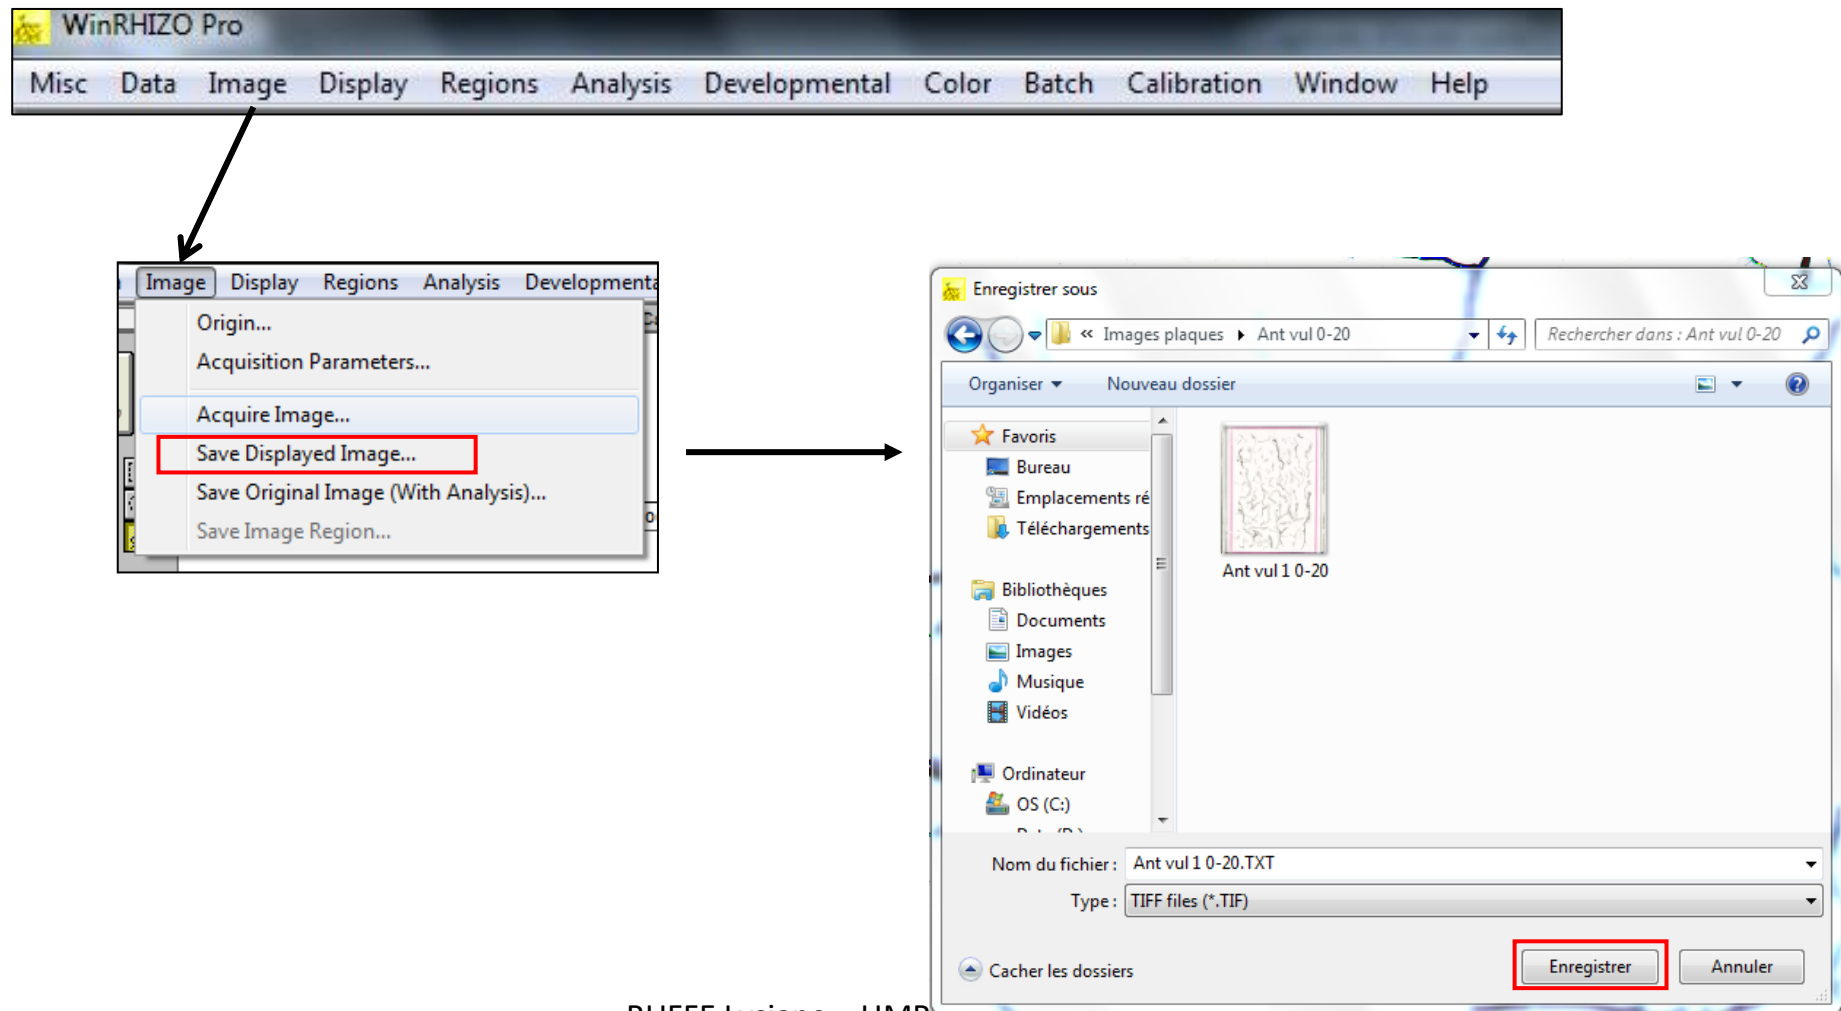 WinRHIZO Pro
Misc Data Image Display Regions Analysis Developmental Color Batch Calibration Window Help
Image Display Regions Analysis Developmenta
Origin...
Acquisition Parameters...
Acquire Image...
Save Displayed Image...
Save Original Image (With Analysis)...
Save Image Region...
Enregistrer sous
« Images plaques Ant vul 0-20
Rechercher dans : Ant vul 0-20
Organiser Nouveau dossier
Favoris
Bureau
Emplacements ré
Téléchargements
Bibliothèques
Documents
Images
Musique
Vidéos
Ordinateur
OS (C:)
Ant vul 1 0-20
Nom du fichier : Ant vul 1 0-20.TXT
Type : TIFF files (*.TIF)
Cacher les dossiers
Enregistrer Annuler